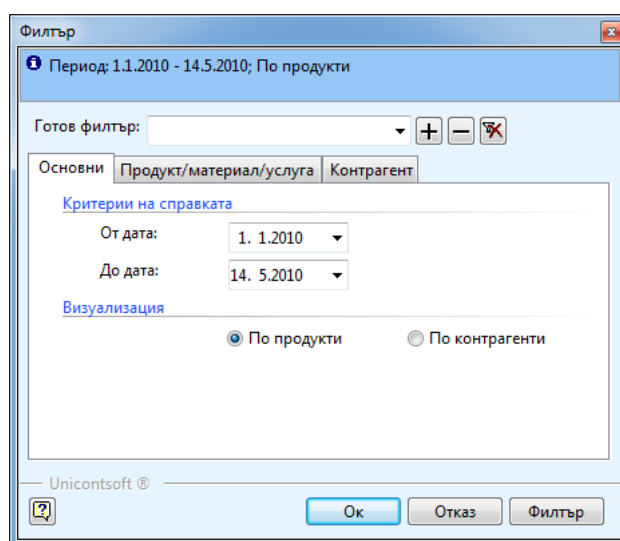 Филтър
Период: 1.1.2010 - 14.5.2010; По продукти
Готов филтър:
Основни Продукт/материал/услуга Контрагент
Критерии на справката
От дата: 1. 1.2010
До дата: 14. 5.2010
Визуализация
По продукти По контрагенти
Unicontsoft ®
Ок Отказ Филтър